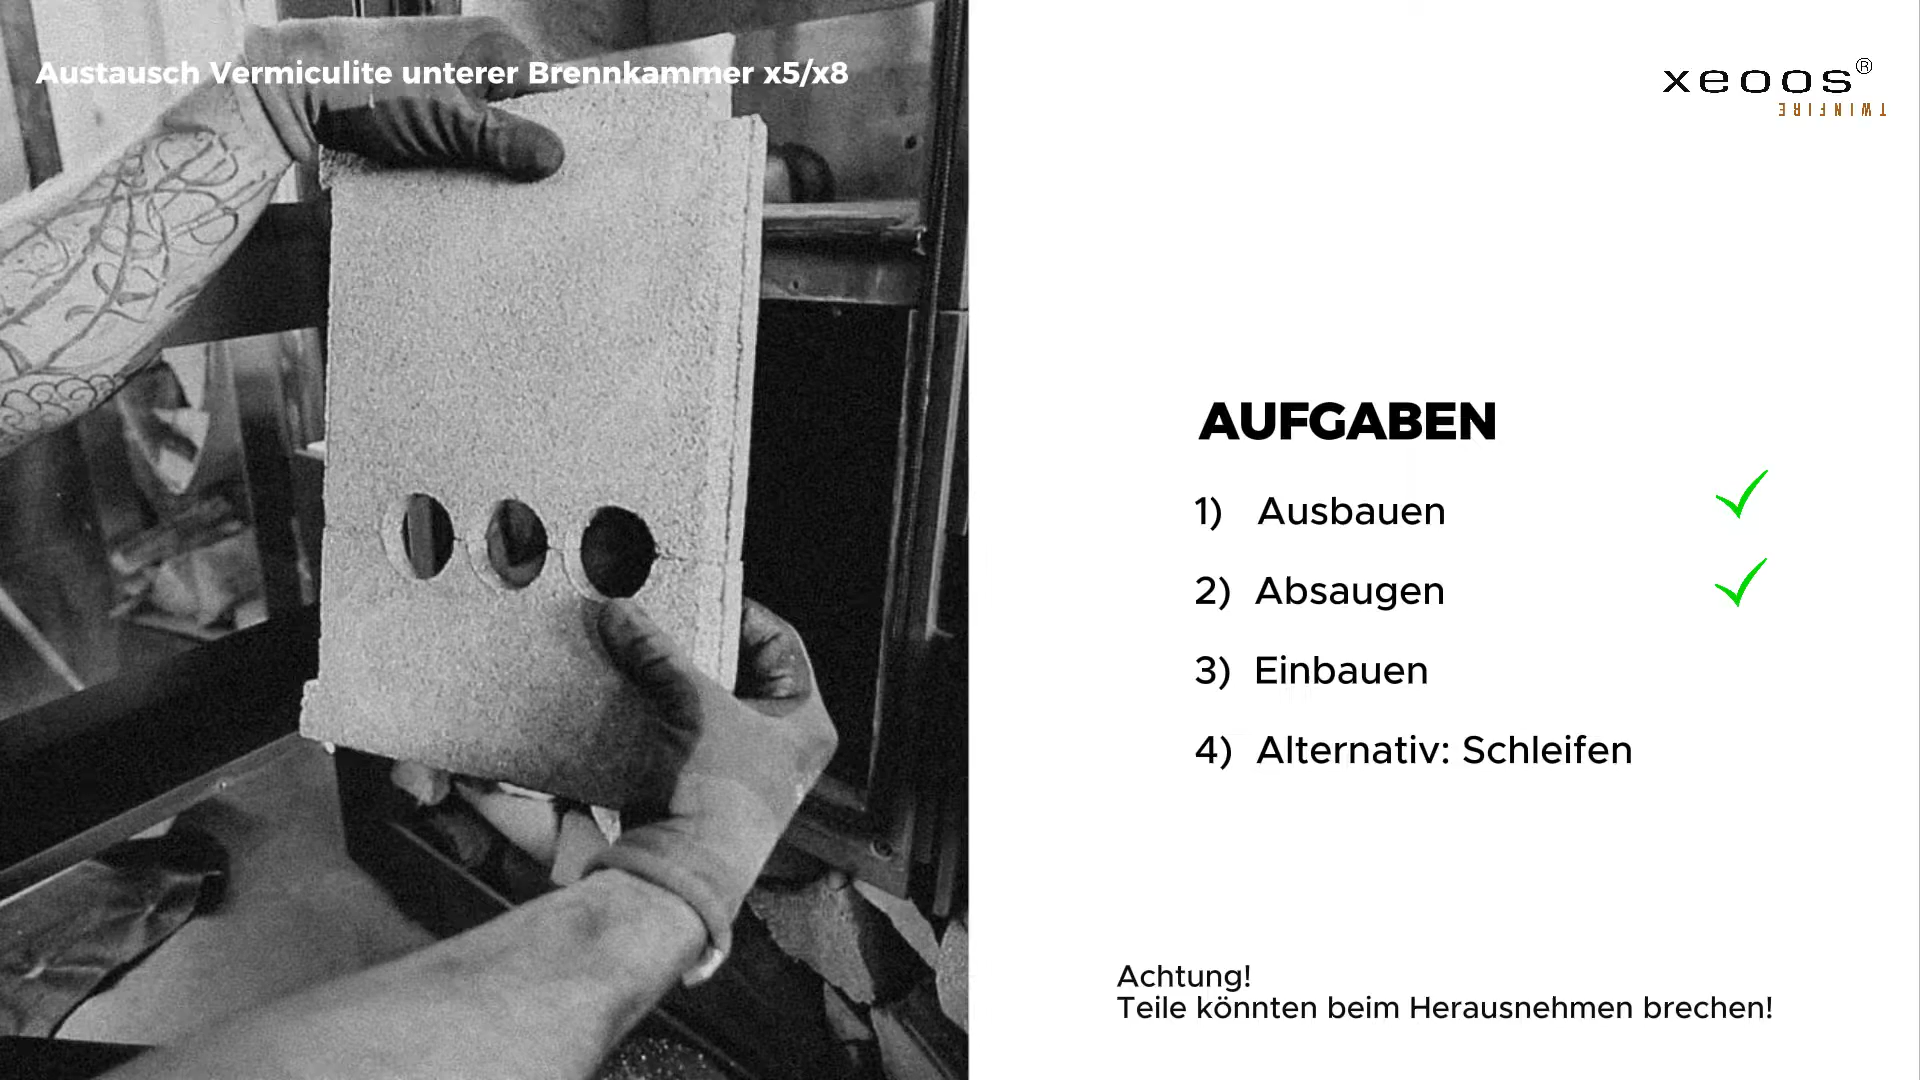 Austausch Vermiculite unterer Brennkammer x5/x8
xeoos®
TWINFIRE
AUFGABEN
1) Ausbauen
2) Absaugen
3) Einbauen
4) Alternativ: Schleifen
Achtung!
Teile könnten beim Herausnehmen brechen!